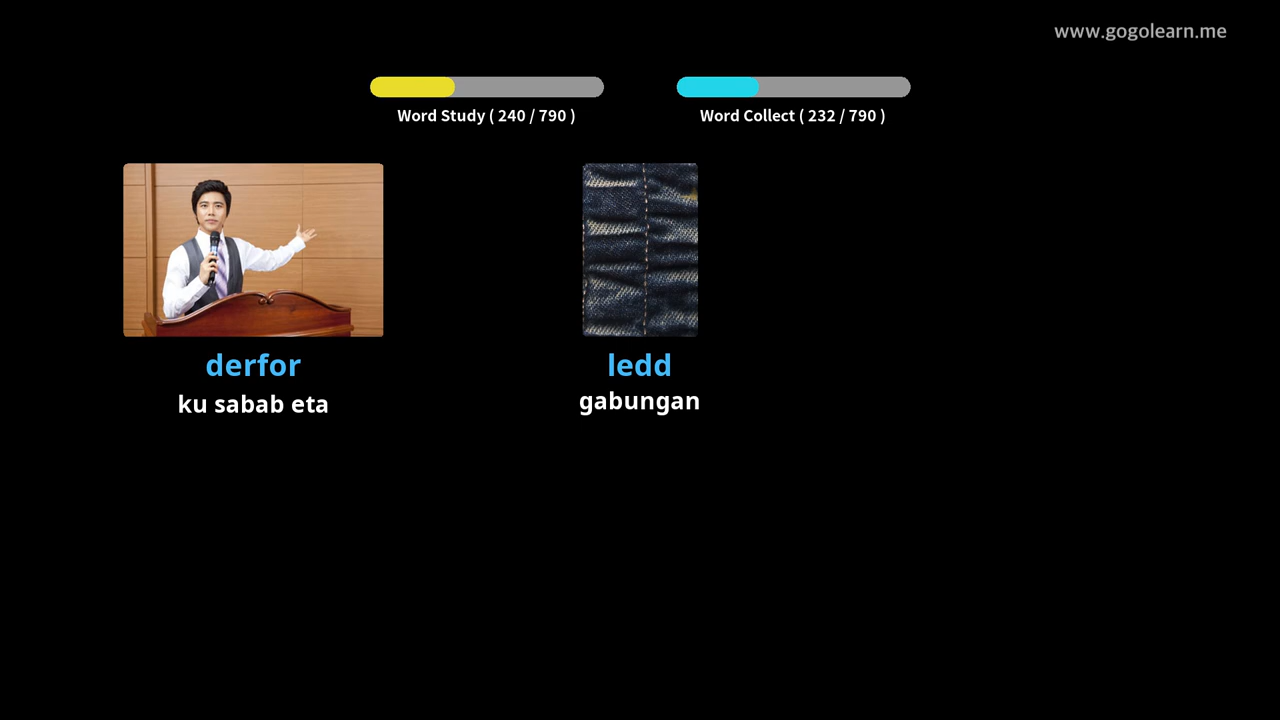 www.gogolearn.me
Word Study ( 240 / 790 )
Word Collect ( 232 / 790 )
derfor
ku sabab eta
ledd
gabungan